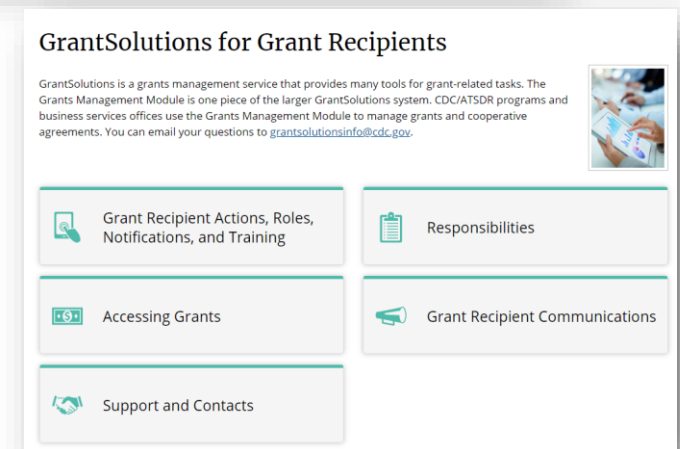 GrantSolutions for Grant Recipients
GrantSolutions is a grants management service that provides many tools for grant-related tasks. The
Grants Management Module is one piece of the larger GrantSolutions system. CDC/ATSDR programs and
business services offices use the Grants Management Module to manage grants and cooperative
agreements. You can email your questions to grantsolutionsinfo@cdc.gov.
Grant Recipient Actions, Roles,
Notifications, and Training
Responsibilities
Accessing Grants
Grant Recipient Communications
Support and Contacts